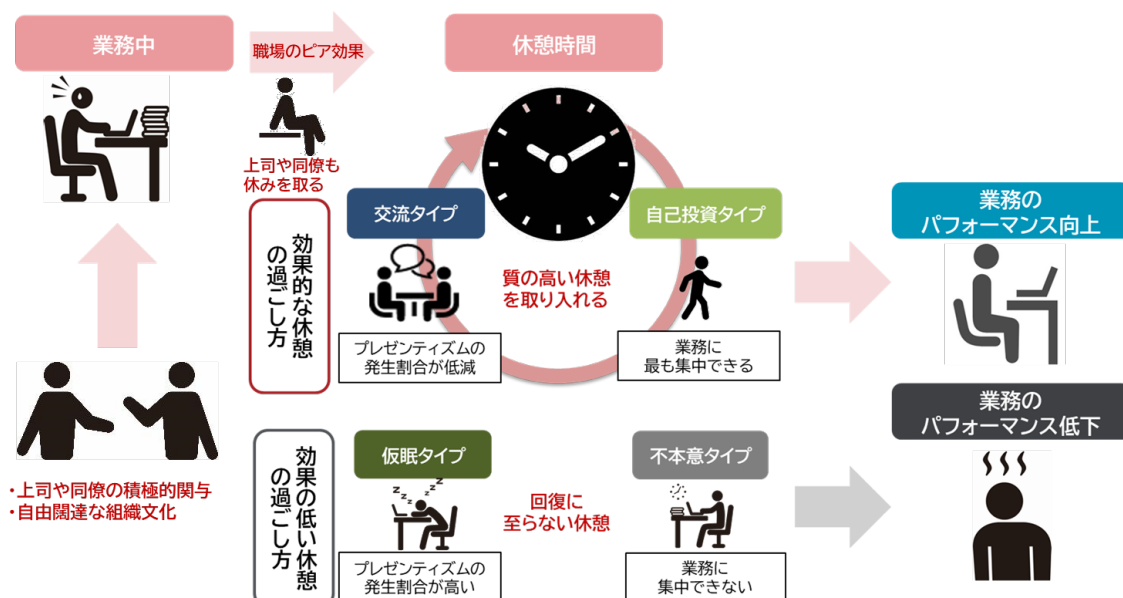 業務中
職場のピア効果
休憩時間
上司や同僚も
休みを取る
効果的な休憩
の過ごし方
交流タイプ
自己投資タイプ
質の高い休憩
を取り入れる
プレゼンティズムの
発生割合が低減
業務に
最も集中できる
業務の
パフォーマンス向上
・上司や同僚の積極的関与
・自由闊達な組織文化
効果の低い休憩
の過ごし方
仮眠タイプ
zzz zzz
不本意タイプ
回復に
至らない休憩
プレゼンティズムの
発生割合が高い
業務に
集中できない
業務の
パフォーマンス低下